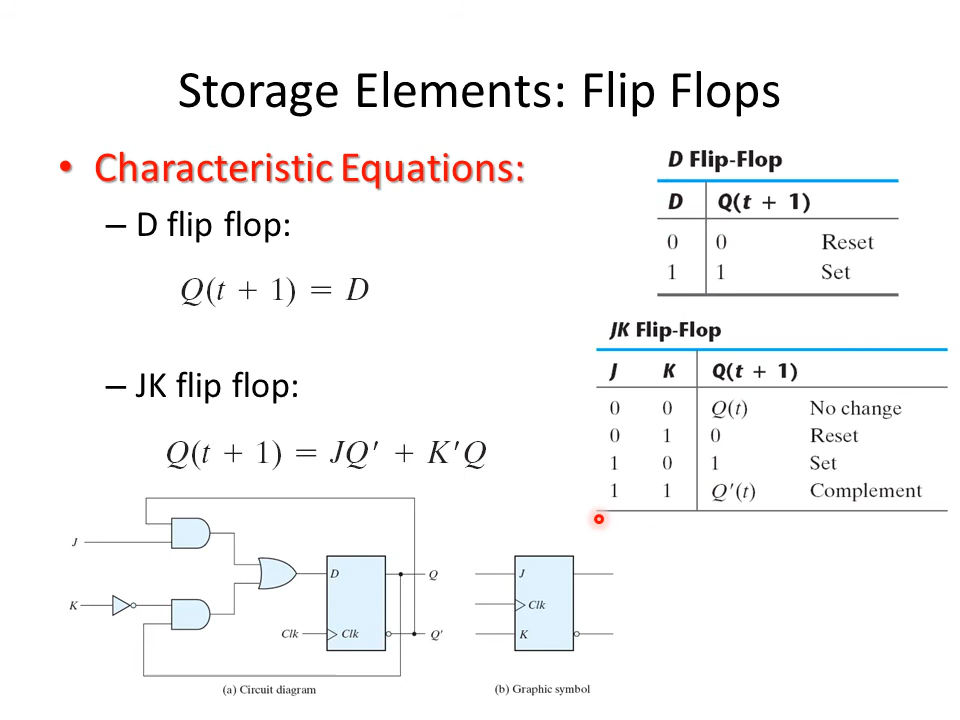 Storage Elements: Flip Flops
• Characteristic Equations:
– D flip flop:
Q(t + 1) = D
– JK flip flop:
Q(t + 1) = JQ′ + K′Q
D Flip-Flop
D Q(t + 1)
0 0 Reset
1 1 Set
JK Flip-Flop
J K Q(t + 1)
0 0 Q(t) No change
0 1 0 Reset
1 0 1 Set
1 1 Q′(t) Complement
J
K
D
Q
Clk
Clk
Q′
(a) Circuit diagram
J
Clk
K
(b) Graphic symbol